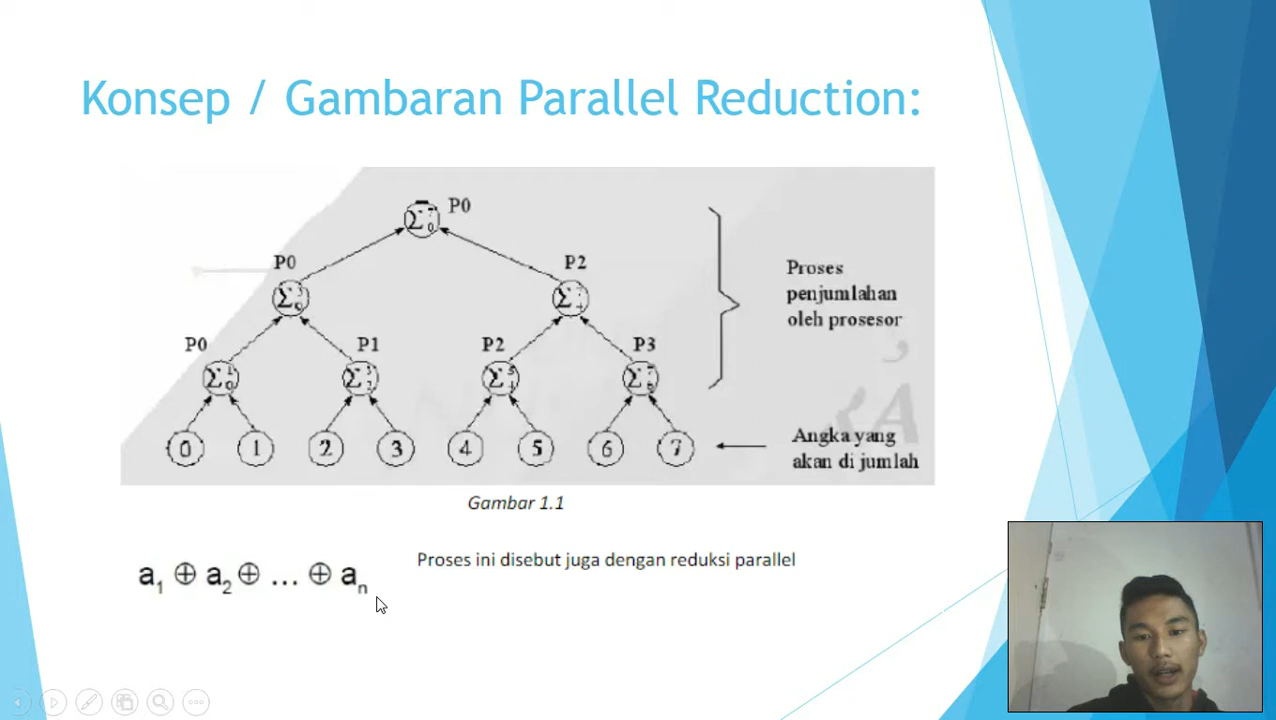 Konsep / Gambaran Parallel Reduction:
P0
P0 P2
Proses
penjumlahan
oleh prosesor
P0 P1 P2 P3
0 1 2 3 4 5 6 7
Angka yang
akan di jumlah
Gambar 1.1
a₁ ⊕ a₂ ⊕ ... ⊕ aₙ
Proses ini disebut juga dengan reduksi parallel